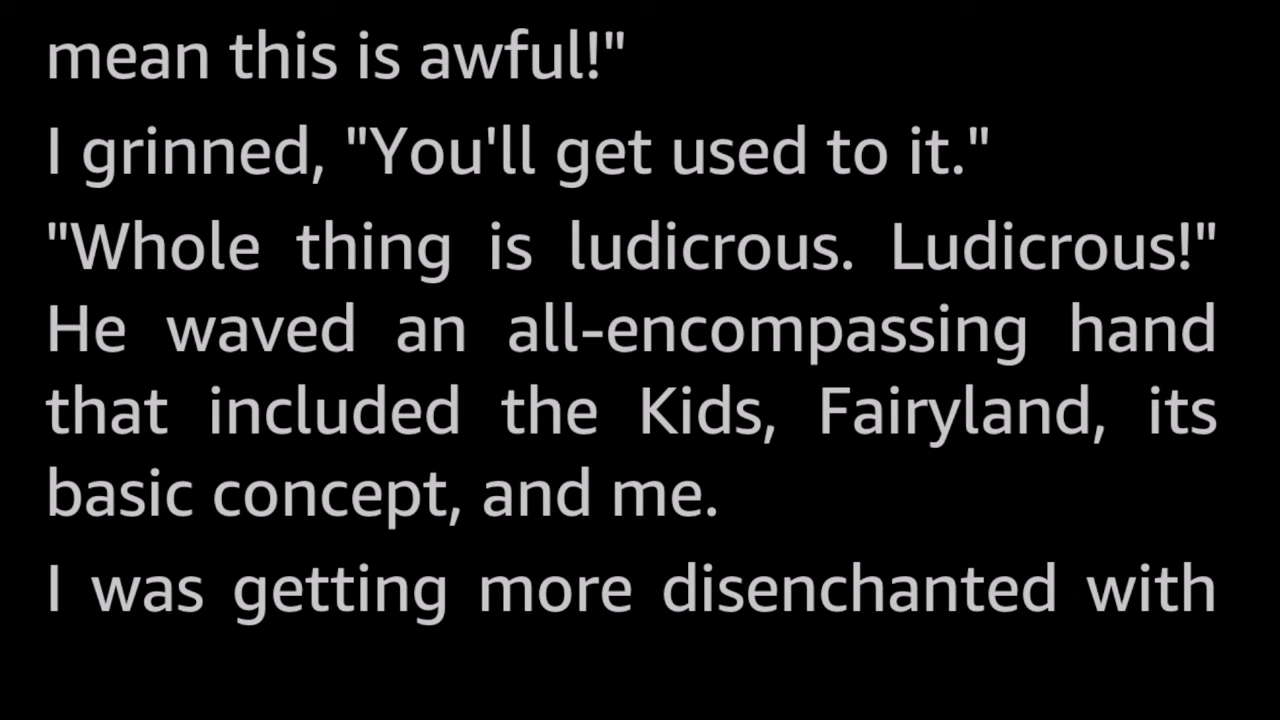 mean this is awful!"
I grinned, "You'll get used to it."
"Whole thing is ludicrous. Ludicrous!"
He waved an all-encompassing hand
that included the Kids, Fairyland, its
basic concept, and me.
I was getting more disenchanted with